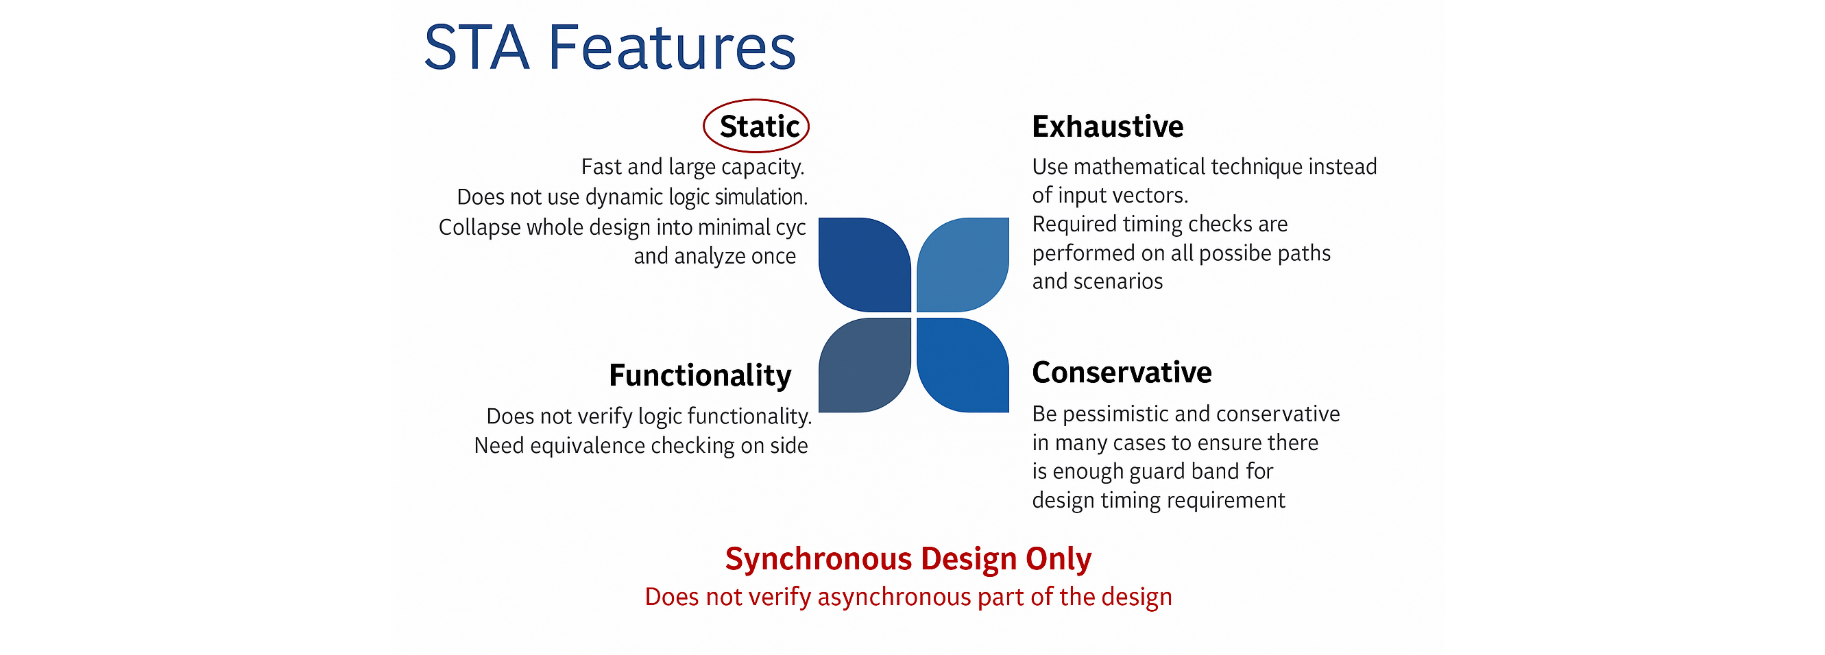 STA Features
Static
Fast and large capacity.
Does not use dynamic logic simulation.
Collapse whole design into minimal cyc
and analyze once
Exhaustive
Use mathematical technique instead
of input vectors.
Required timing checks are
performed on all possibe paths
and scenarios
Functionality
Does not verify logic functionality.
Need equivalence checking on side
Conservative
Be pessimistic and conservative
in many cases to ensure there
is enough guard band for
design timing requirement
Synchronous Design Only
Does not verify asynchronous part of the design